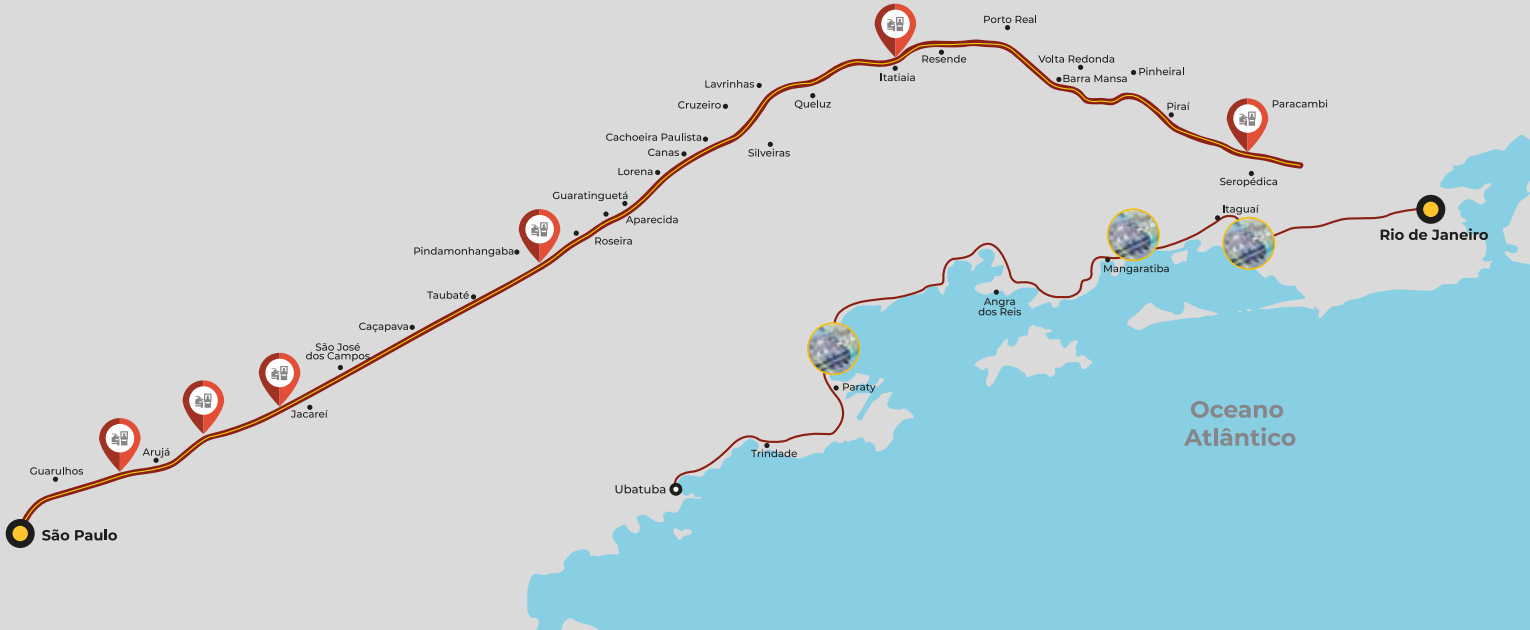 Porto Real
Resende
Itatiaia
Volta Redonda
Barra Mansa
Pinheiral
Piraí
Paracambi
Seropédica
Lavrinhas
Cruzeiro
Queluz
Cachoeira Paulista
Canas
Silveiras
Lorena
Guaratinguetá
Aparecida
Roseira
Pindamonhangaba
Taubaté
Caçapava
São José
dos Campos
Jacareí
Arujá
Guarulhos
São Paulo
Itaguaí
Rio de Janeiro
Mangaratiba
Angra
dos Reis
Paraty
Trindade
Ubatuba
Oceano
Atlântico